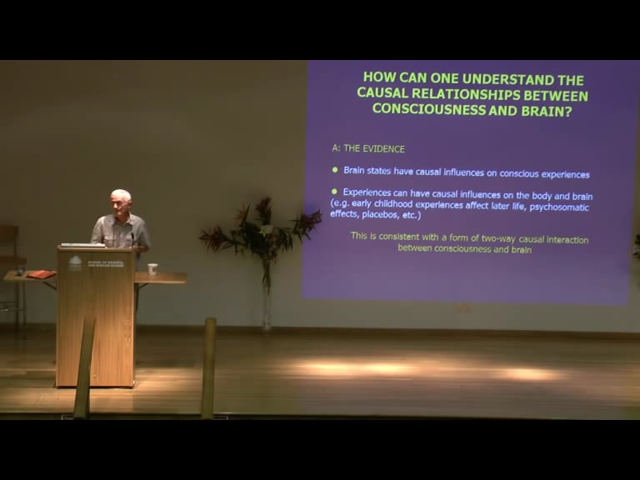 HOW CAN ONE UNDERSTAND THE
CAUSAL RELATIONSHIPS BETWEEN
CONSCIOUSNESS AND BRAIN?
A: THE EVIDENCE
Brain states have causal influences on conscious experiences
Experiences can have causal influences on the body and brain
(e.g. early childhood experiences affect later life, psychosomatic
effects, placebos, etc.)
This is consistent with a form of two-way causal interaction
between consciousness and brain